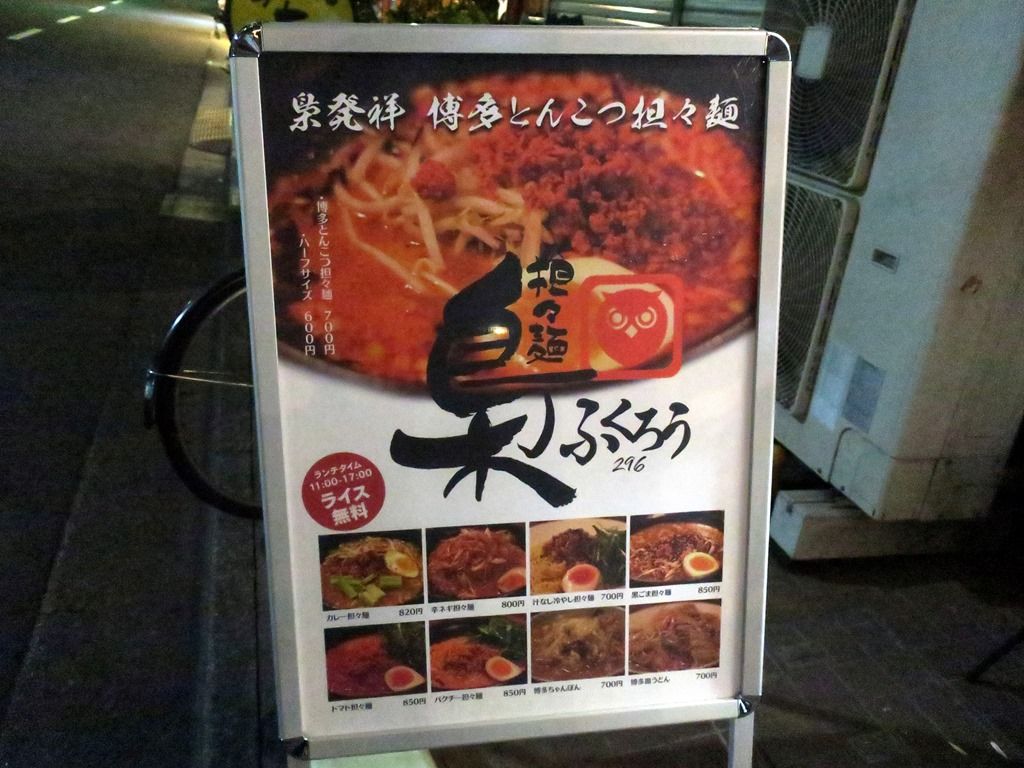 梟発祥 博多とんこつ担々麺
・博多とんこつ担々麺 700円
・ハーフサイズ 600円
担々麺
梟
ふくろう
296
ランチタイム
11:00-17:00
ライス
無料
カレー担々麺 820円
辛ネギ担々麺 800円
汁なし冷やし担々麺 700円
黒ごま担々麺 850円
トマト担々麺 850円
パクチー担々麺 850円
博多ちゃんぽん 700円
700円